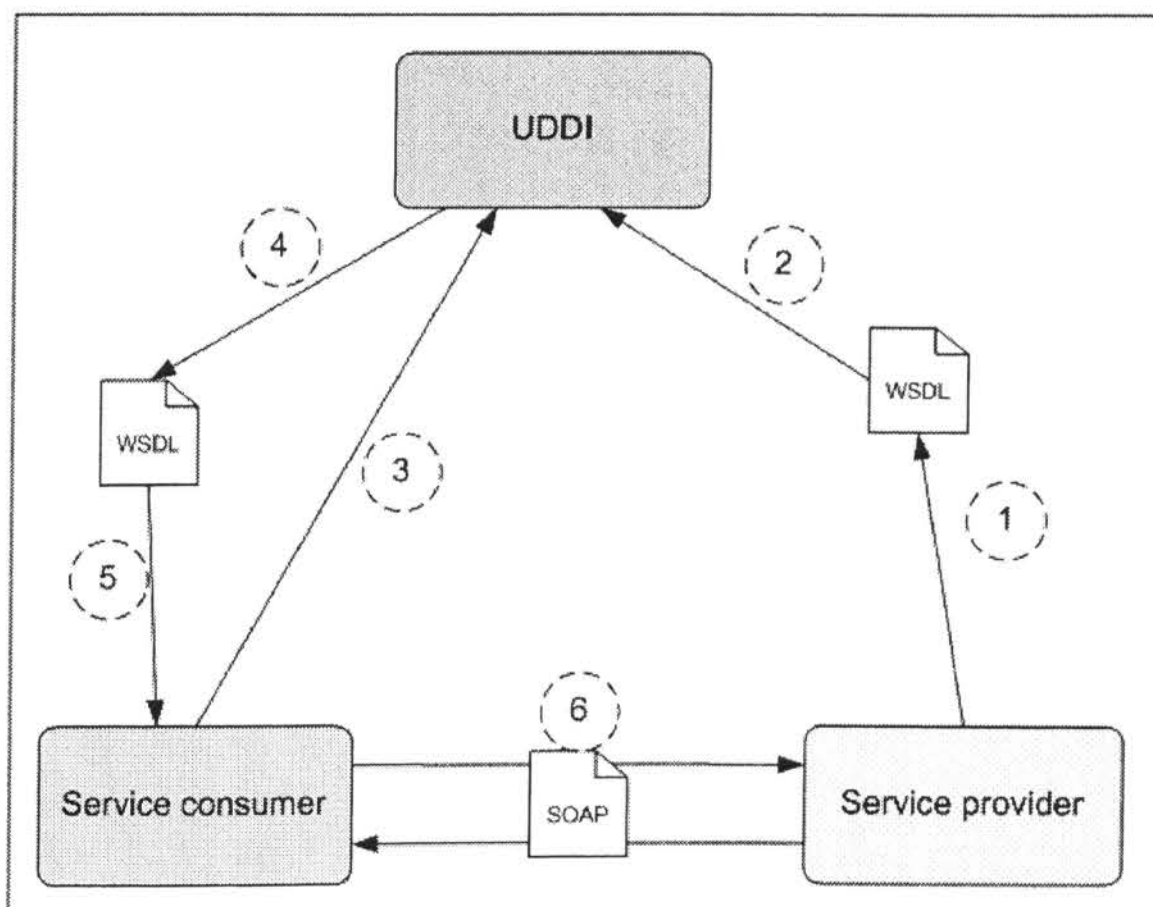 UDDI
4
2
WSDL
WSDL
3
1
5
6
Service consumer
SOAP
Service provider